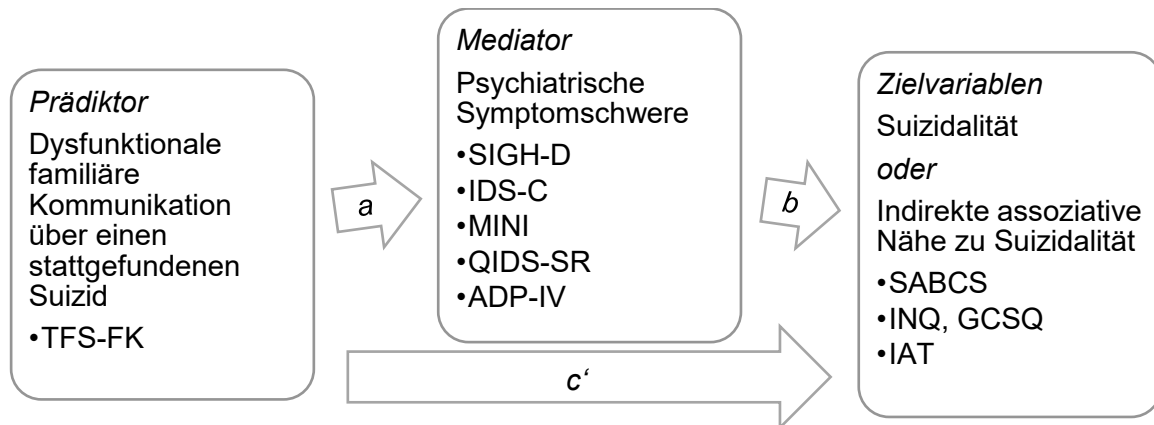 Prädiktor
Dysfunktionale
familiäre
Kommunikation
über einen
stattgefundenen
Suizid
•TFS-FK
a
Mediator
Psychiatrische
Symptomschwere
•SIGH-D
•IDS-C
•MINI
•QIDS-SR
•ADP-IV
b
c‘
Zielvariablen
Suizidalität
oder
Indirekte assoziative
Nähe zu Suizidalität
•SABCS
•INQ, GCSQ
•IAT